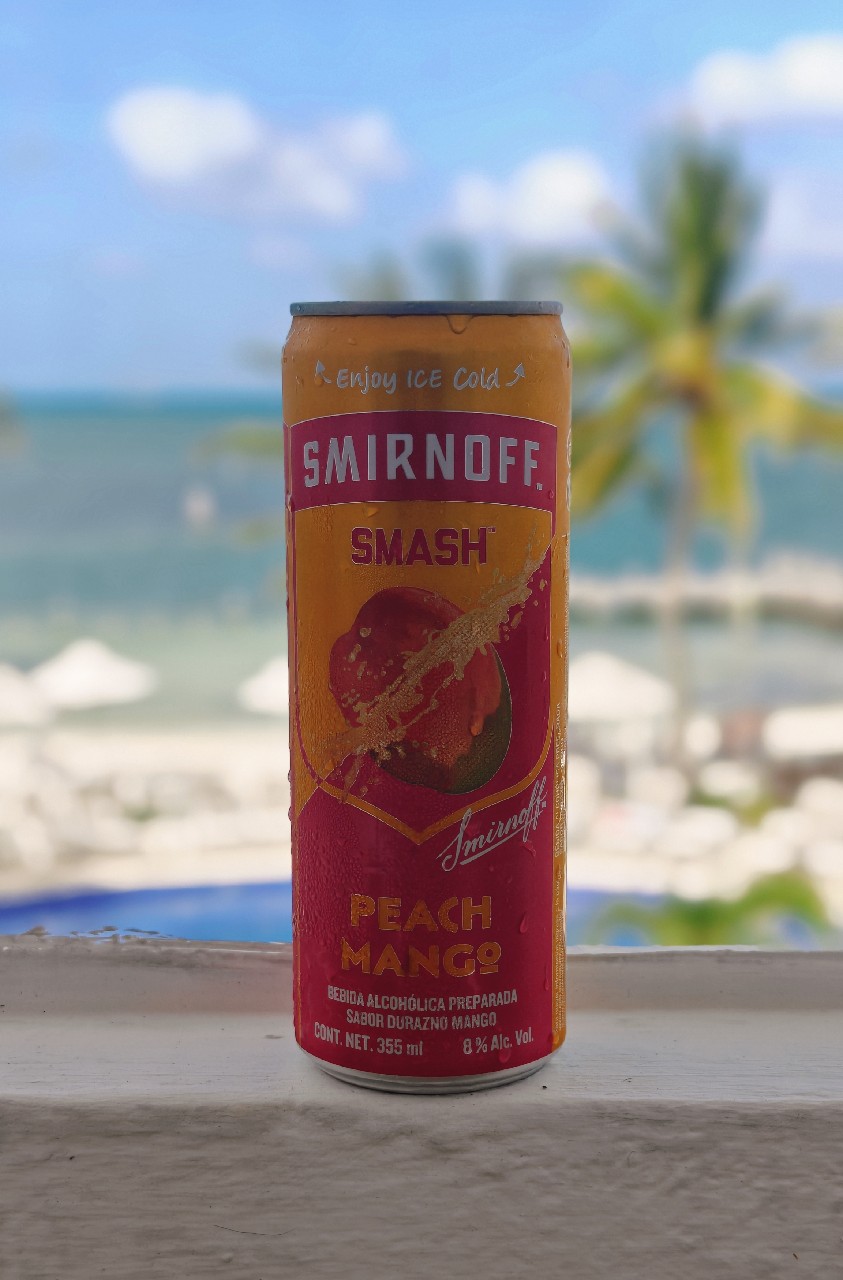 Enjoy ICE Cold
SMIRNOFF
SMASH™
Smirnoff
PEACH
MANGO
BEBIDA ALCOHÓLICA PREPARADA
SABOR DURAZNO MANGO
CONT. NET. 355 ml 8 % Alc. Vol.